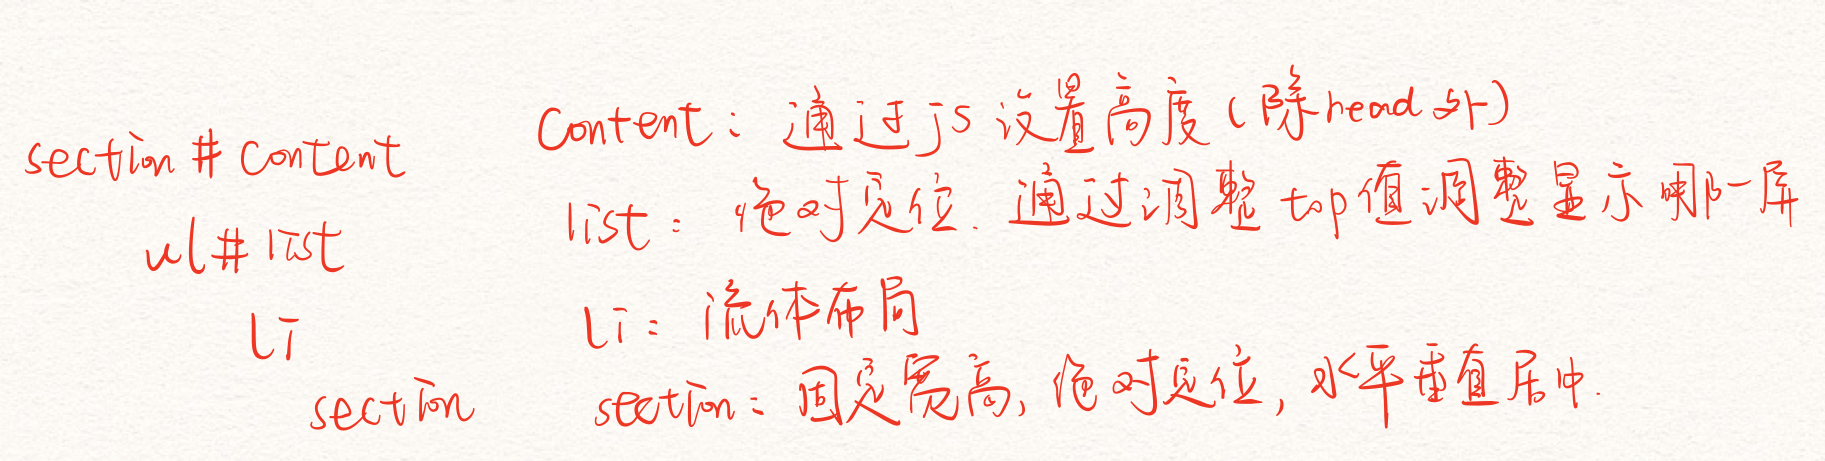 section # content
ul # list
Li
section
Content: 通过js设置高度(除head外)
list: 绝对定位.通过调整top值调整显示哪一屏
Li: 流体布局
section: 固定宽高,绝对定位,水平垂直居中.